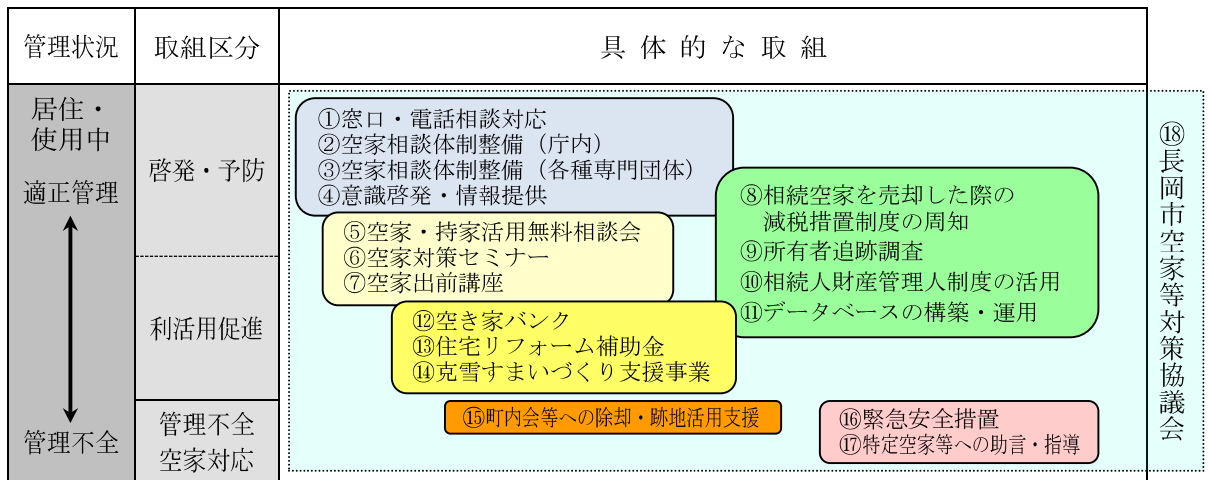 管理状況
取組区分
具体的な取組
居住・
使用中
適正管理
管理不全
啓発・予防
利活用促進
管理不全
空家対応
①窓口・電話相談対応
②空家相談体制整備（庁内）
③空家相談体制整備（各種専門団体）
④意識啓発・情報提供
⑤空家・持家活用無料相談会
⑥空家対策セミナー
⑦空家出前講座
⑧相続空家を売却した際の
減税措置制度の周知
⑨所有者追跡調査
⑩相続人財産管理人制度の活用
⑪データベースの構築・運用
⑫空き家バンク
⑬住宅リフォーム補助金
⑭克雪すまいづくり支援事業
⑮町内会等への除却・跡地活用支援
⑯緊急安全措置
⑰特定空家等への助言・指導
⑱長岡市空家等対策協議会